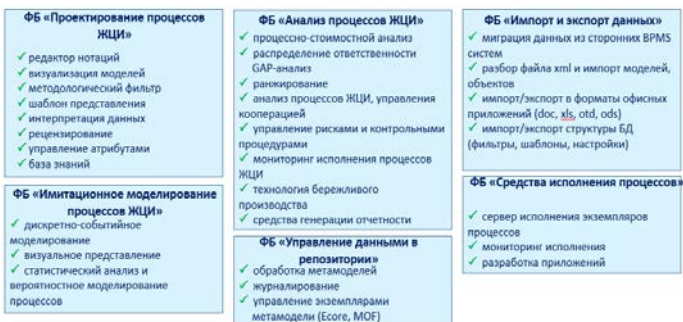 ФБ «Проектирование процессов
ЖЦИ»
✓ редактор нотаций
✓ визуализация моделей
✓ методологический фильтр
✓ шаблон представления
✓ интерпретация данных
✓ рецензирование
✓ управление атрибутами
✓ база знаний
ФБ «Имитационное моделирование
процессов ЖЦИ»
✓ дискретно-событийное
моделирование
✓ визуальное представление
✓ статистический анализ и
вероятностное моделирование
процессов
ФБ «Анализ процессов ЖЦИ»
✓ процессно-стоимостной анализ
✓ распределение ответственности
GAP-анализ
✓ ранжирование
✓ анализ процессов ЖЦИ, управления
кооперацией
✓ управление рисками и контрольными
процедурами
✓ мониторинг исполнения процессов
ЖЦИ
✓ технология бережливого
производства
✓ средства генерации отчетности
ФБ «Управление данными в
репозитории»
✓ обработка метамоделей
✓ журналирование
✓ управление экземплярами
метамодели (Ecore, MOF)
ФБ «Импорт и экспорт данных»
✓ миграция данных из сторонних BPMS
систем
✓ разбор файла xml и импорт моделей,
объектов
✓ импорт/экспорт в форматы офисных
приложений (doc, xls, otd, ods)
✓ импорт/экспорт структуры БД
(фильтры, шаблоны, настройки)
ФБ «Средства исполнения процессов»
✓ сервер исполнения экземпляров
процессов
✓ мониторинг исполнения
✓ разработка приложений